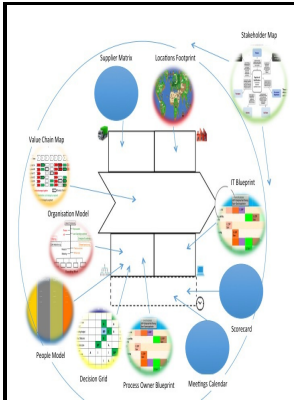 Stakeholder Map
Supplier Matrix
Locations Footprint
Value Chain Map
IT Blueprint
Organisation Model
Scorecard
People Model
Decision Grid
Process Owner Blueprint
Meetings Calendar